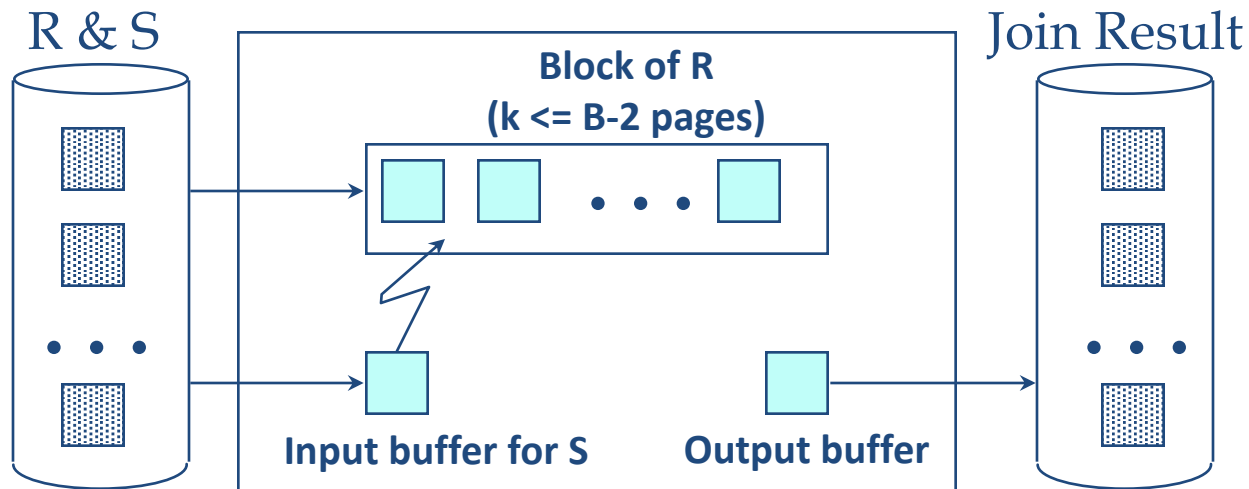 R & S
Join Result
Block of R
(k <= B-2 pages)
• • •
• • •
• • •
Input buffer for S
Output buffer